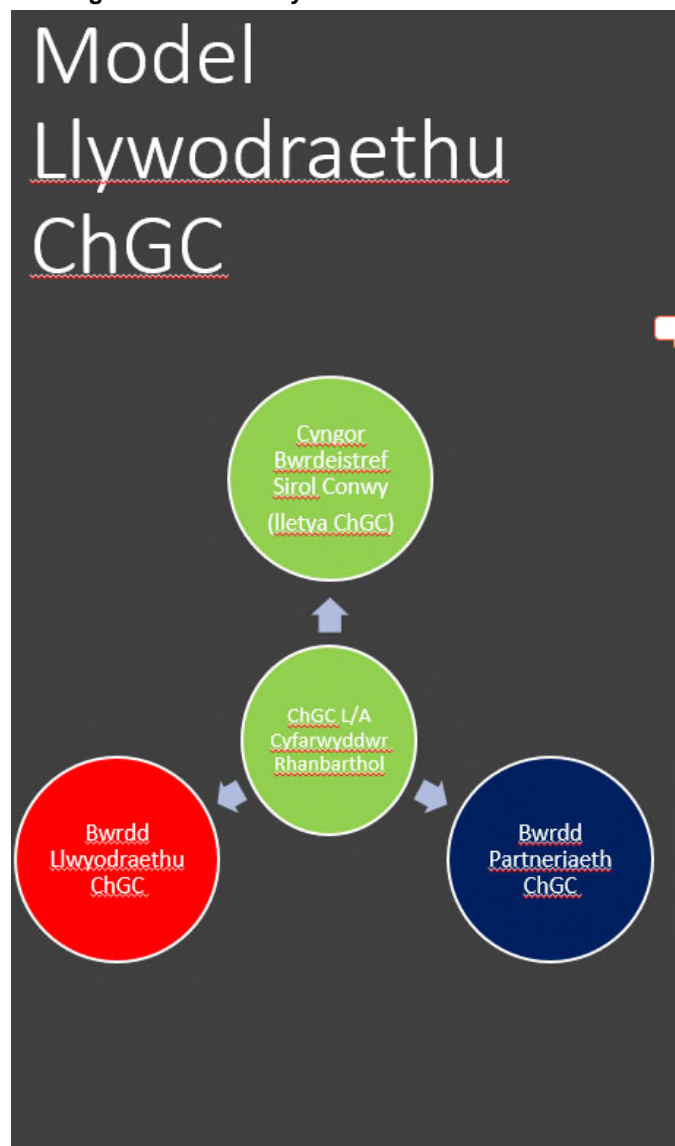 Model
Llywodraethu
ChGC
Cyngor
Bwrdeistref
Sirol Conwy
(lletya ChGC)
ChGC L/A
Cyfarwyddwr
Rhanbarthol
Bwrdd
Llwyodraethu
ChGC
Bwrdd
Partneriaeth
ChGC